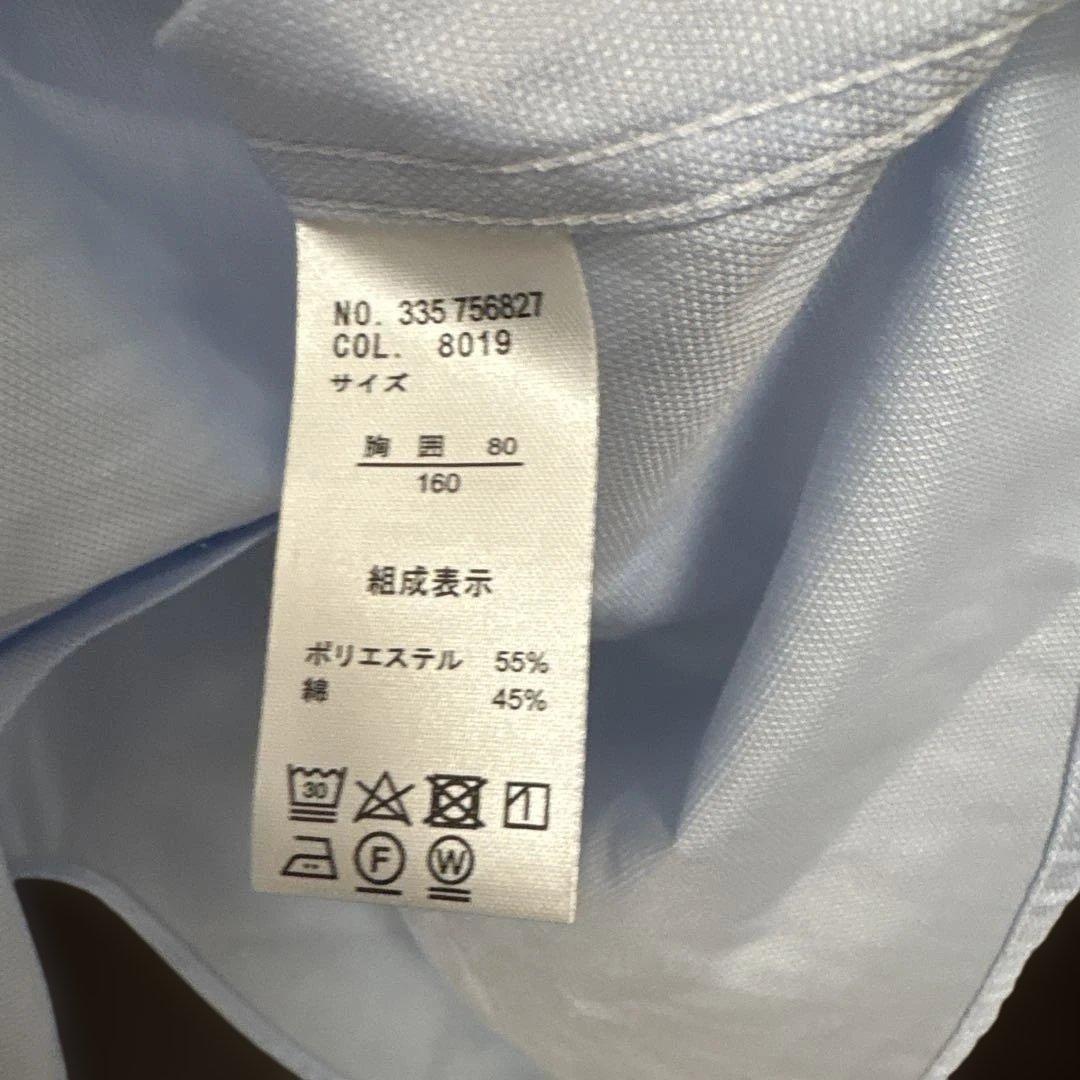 NO. 335 756827
COL. 8019
サイズ
胸 囲 80
160
組成表示
ポリエステル 55%
綿 45%
30
F W